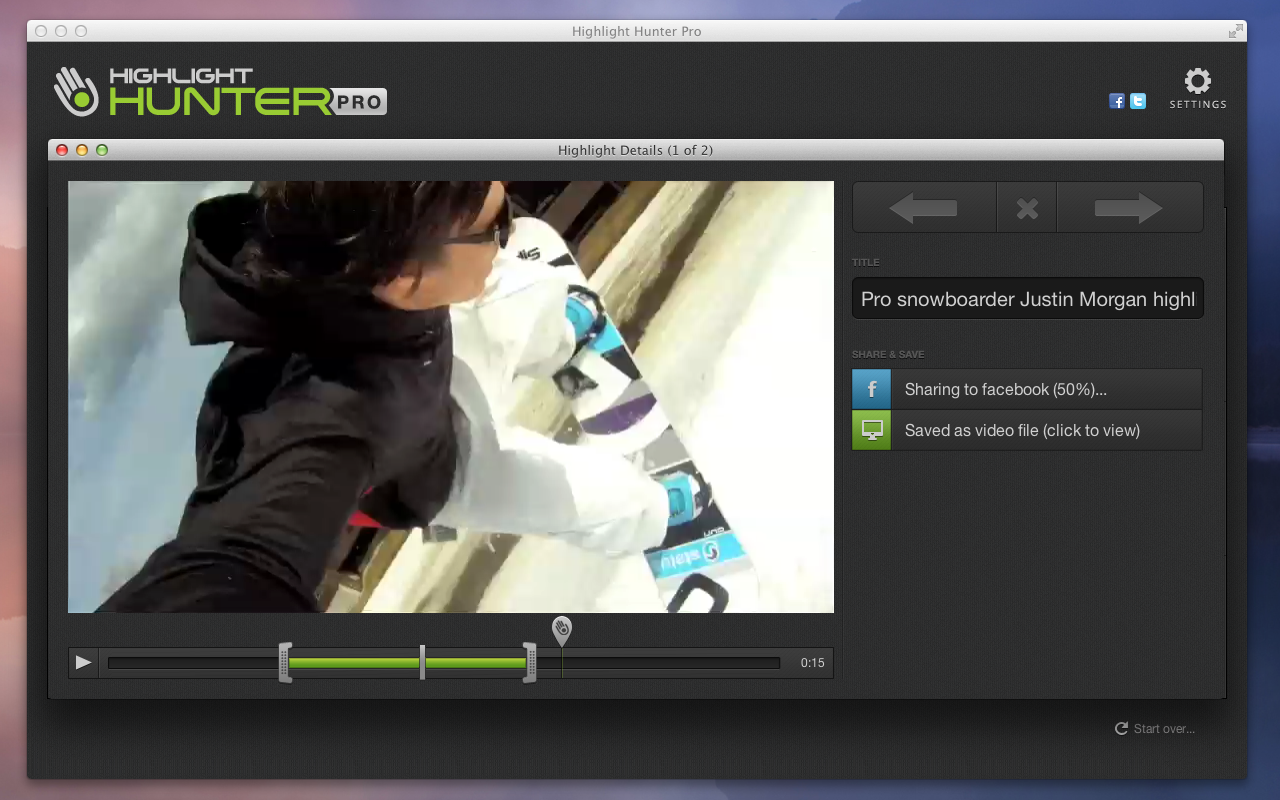 Highlight Hunter Pro
HIGHLIGHT
HUNTER PRO
SETTINGS
Highlight Details (1 of 2)
TITLE
Pro snowboarder Justin Morgan highl
SHARE & SAVE
f Sharing to facebook (50%)...
Saved as video file (click to view)
0:15
Start over...